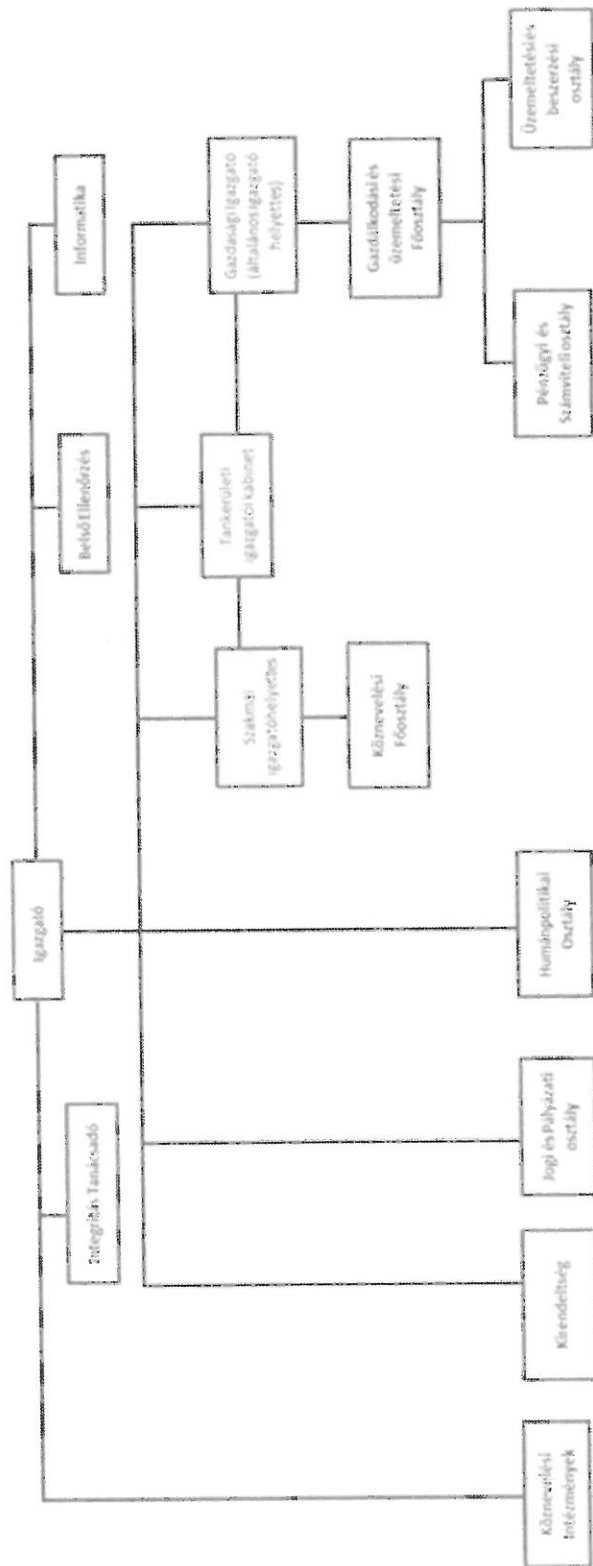 Igazgató
Integritás Tanácsadó
Belső Ellenőrzés
Informatika
Szakmai
igazgatóhelyettes
Tankerületi
igazgatói kabinet
Gazdasági Igazgató
(általános igazgató
helyettes)
Köznevelési
Főosztály
Gazdálkodási és
üzemeltetési
Főosztály
Köznevelési
Intézmények
Kirendeltség
Jogi és Pályázati
osztály
Humánpolitikai
Osztály
Pénzügyi és
Számviteli osztály
Üzemeltetési és
beszerzési
osztály